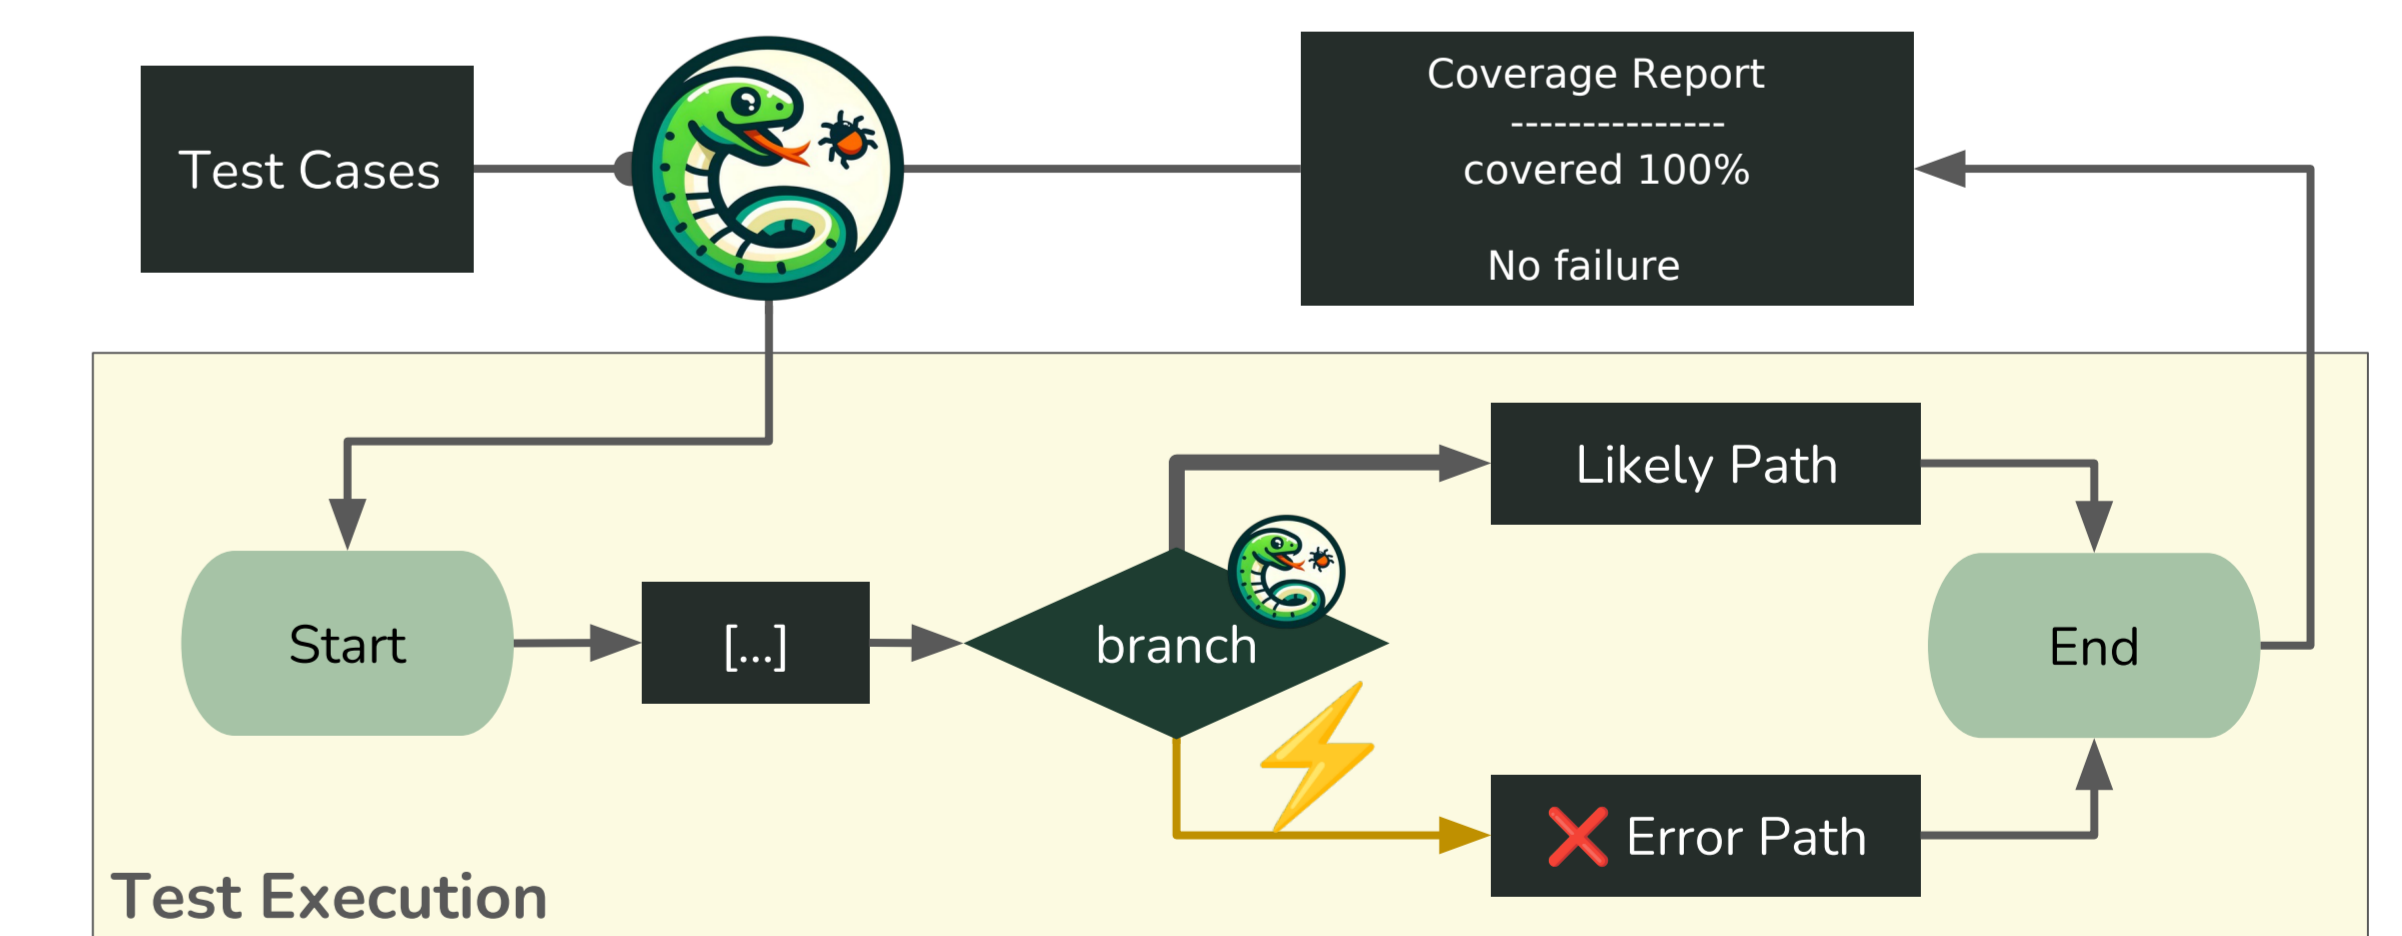 Test Cases
Coverage Report
---------------
covered 100%
No failure
Likely Path
Start
[...]
branch
End
❌ Error Path
Test Execution